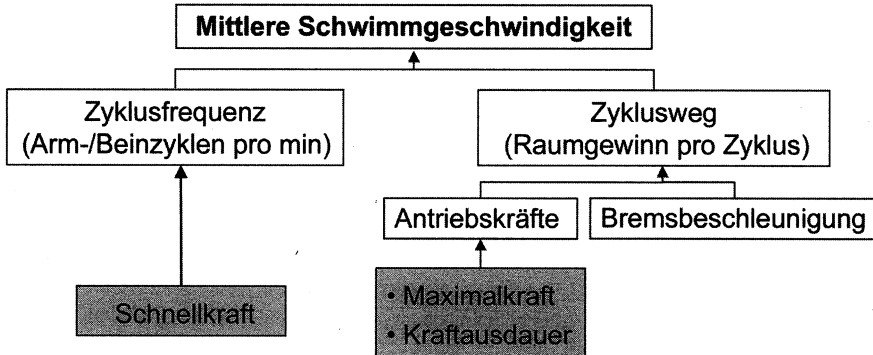 Mittlere Schwimmgeschwindigkeit
Zyklusfrequenz
(Arm-/Beinzyklen pro min)
Zyklusweg
(Raumgewinn pro Zyklus)
Antriebskräfte
Bremsbeschleunigung
Schnellkraft
• Maximalkraft
• Kraftausdauer